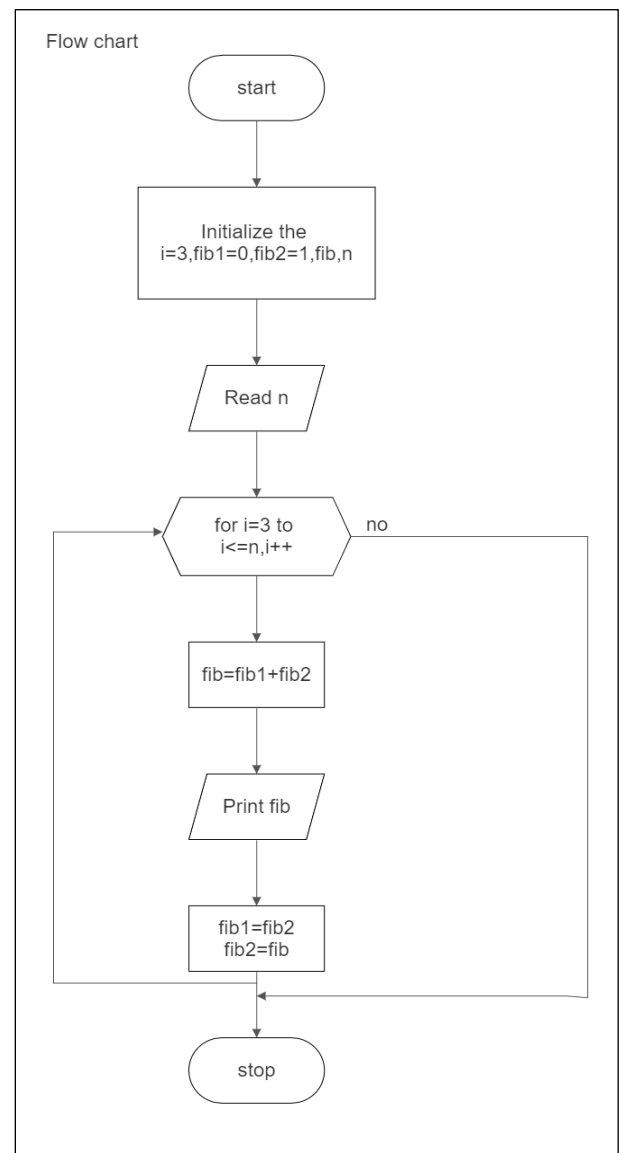 Flow chart
start
Initialize the
i=3,fib1=0,fib2=1,fib,n
Read n
for i=3 to
i<=n,i++
no
fib=fib1+fib2
Print fib
fib1=fib2
fib2=fib
stop